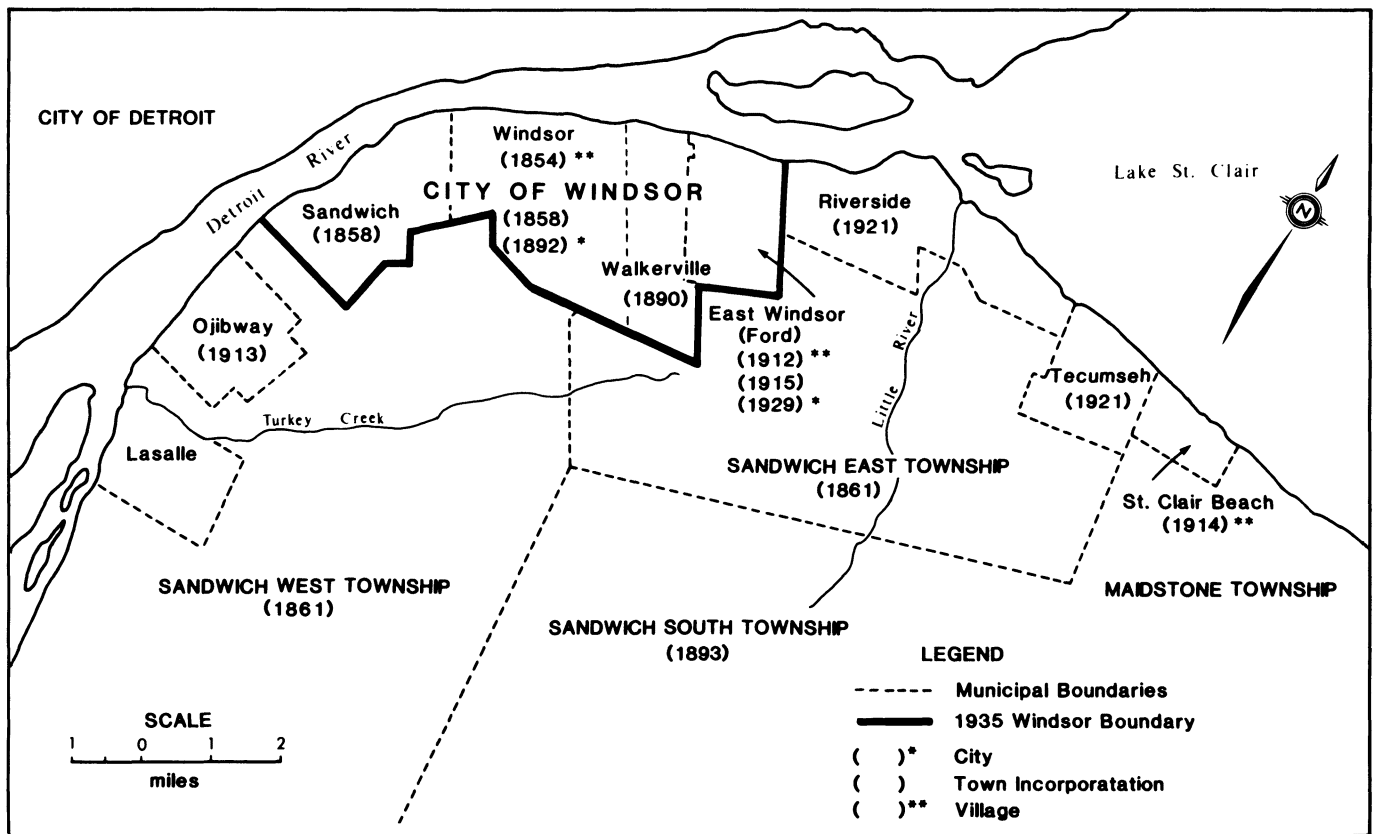 CITY OF DETROIT
Detroit River
Lake St. Clair
N
Windsor
(1854) **
CITY OF WINDSOR
(1858)
(1892) *
Sandwich
(1858)
Riverside
(1921)
Walkerville
(1890)
Ojibway
(1913)
East Windsor
(Ford)
(1912) **
(1915)
(1929) *
Little River
Tecumseh
(1921)
Turkey Creek
Lasalle
SANDWICH EAST TOWNSHIP
(1861)
St. Clair Beach
(1914) **
SANDWICH WEST TOWNSHIP
(1861)
MAIDSTONE TOWNSHIP
SANDWICH SOUTH TOWNSHIP
(1893)
LEGEND
Municipal Boundaries
1935 Windsor Boundary
( )* City
( ) Town Incorporatation
( )** Village
SCALE
1 0 1 2
miles